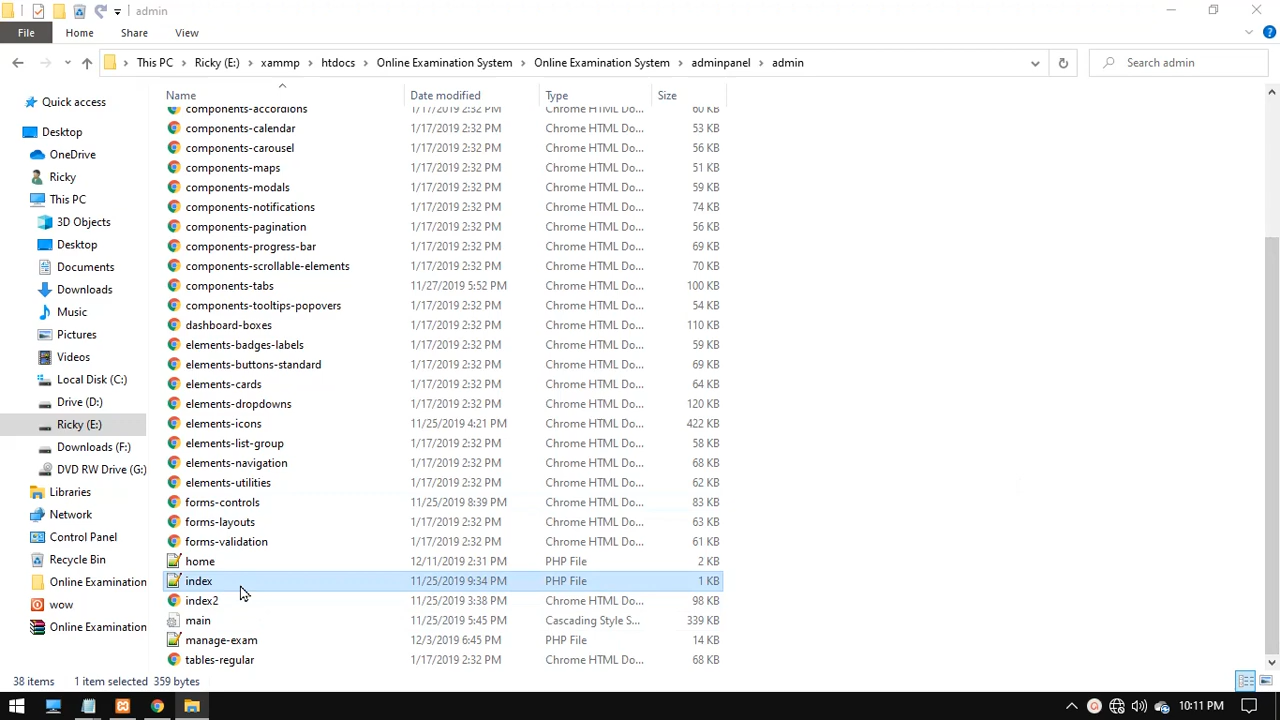 admin
File Home Share View
This PC Ricky (E:) xammp htdocs Online Examination System Online Examination System adminpanel admin
Search admin
Name Date modified Type Size
components-accordions 1/17/2019 2:32 PM Chrome HTML Do... 60 KB
components-calendar 1/17/2019 2:32 PM Chrome HTML Do... 53 KB
components-carousel 1/17/2019 2:32 PM Chrome HTML Do... 56 KB
components-maps 1/17/2019 2:32 PM Chrome HTML Do... 51 KB
components-modals 1/17/2019 2:32 PM Chrome HTML Do... 59 KB
components-notifications 1/17/2019 2:32 PM Chrome HTML Do... 74 KB
components-pagination 1/17/2019 2:32 PM Chrome HTML Do... 56 KB
components-progress-bar 1/17/2019 2:32 PM Chrome HTML Do... 69 KB
components-scrollable-elements 1/17/2019 2:32 PM Chrome HTML Do... 70 KB
components-tabs 11/27/2019 5:52 PM Chrome HTML Do... 100 KB
components-tooltips-popovers 1/17/2019 2:32 PM Chrome HTML Do... 54 KB
dashboard-boxes 1/17/2019 2:32 PM Chrome HTML Do... 110 KB
elements-badges-labels 1/17/2019 2:32 PM Chrome HTML Do... 59 KB
elements-buttons-standard 1/17/2019 2:32 PM Chrome HTML Do... 69 KB
elements-cards 1/17/2019 2:32 PM Chrome HTML Do... 64 KB
elements-dropdowns 1/17/2019 2:32 PM Chrome HTML Do... 120 KB
elements-icons 11/25/2019 4:21 PM Chrome HTML Do... 422 KB
elements-list-group 1/17/2019 2:32 PM Chrome HTML Do... 58 KB
elements-navigation 1/17/2019 2:32 PM Chrome HTML Do... 68 KB
elements-utilities 1/17/2019 2:32 PM Chrome HTML Do... 62 KB
forms-controls 11/25/2019 8:39 PM Chrome HTML Do... 83 KB
forms-layouts 1/17/2019 2:32 PM Chrome HTML Do... 63 KB
forms-validation 1/17/2019 2:32 PM Chrome HTML Do... 61 KB
home 12/11/2019 2:31 PM PHP File 2 KB
index 11/25/2019 9:34 PM PHP File 1 KB
index2 11/25/2019 3:38 PM Chrome HTML Do... 98 KB
main 11/25/2019 5:45 PM Cascading Style S... 339 KB
manage-exam 12/3/2019 6:45 PM PHP File 14 KB
tables-regular 1/17/2019 2:32 PM Chrome HTML Do... 68 KB
Quick access
Desktop
OneDrive
Ricky
This PC
3D Objects
Desktop
Documents
Downloads
Music
Pictures
Videos
Local Disk (C:)
Drive (D:)
Ricky (E:)
Downloads (F:)
DVD RW Drive (G:)
Libraries
Network
Control Panel
Recycle Bin
Online Examination
wow
Online Examination
38 items 1 item selected 359 bytes
10:11 PM